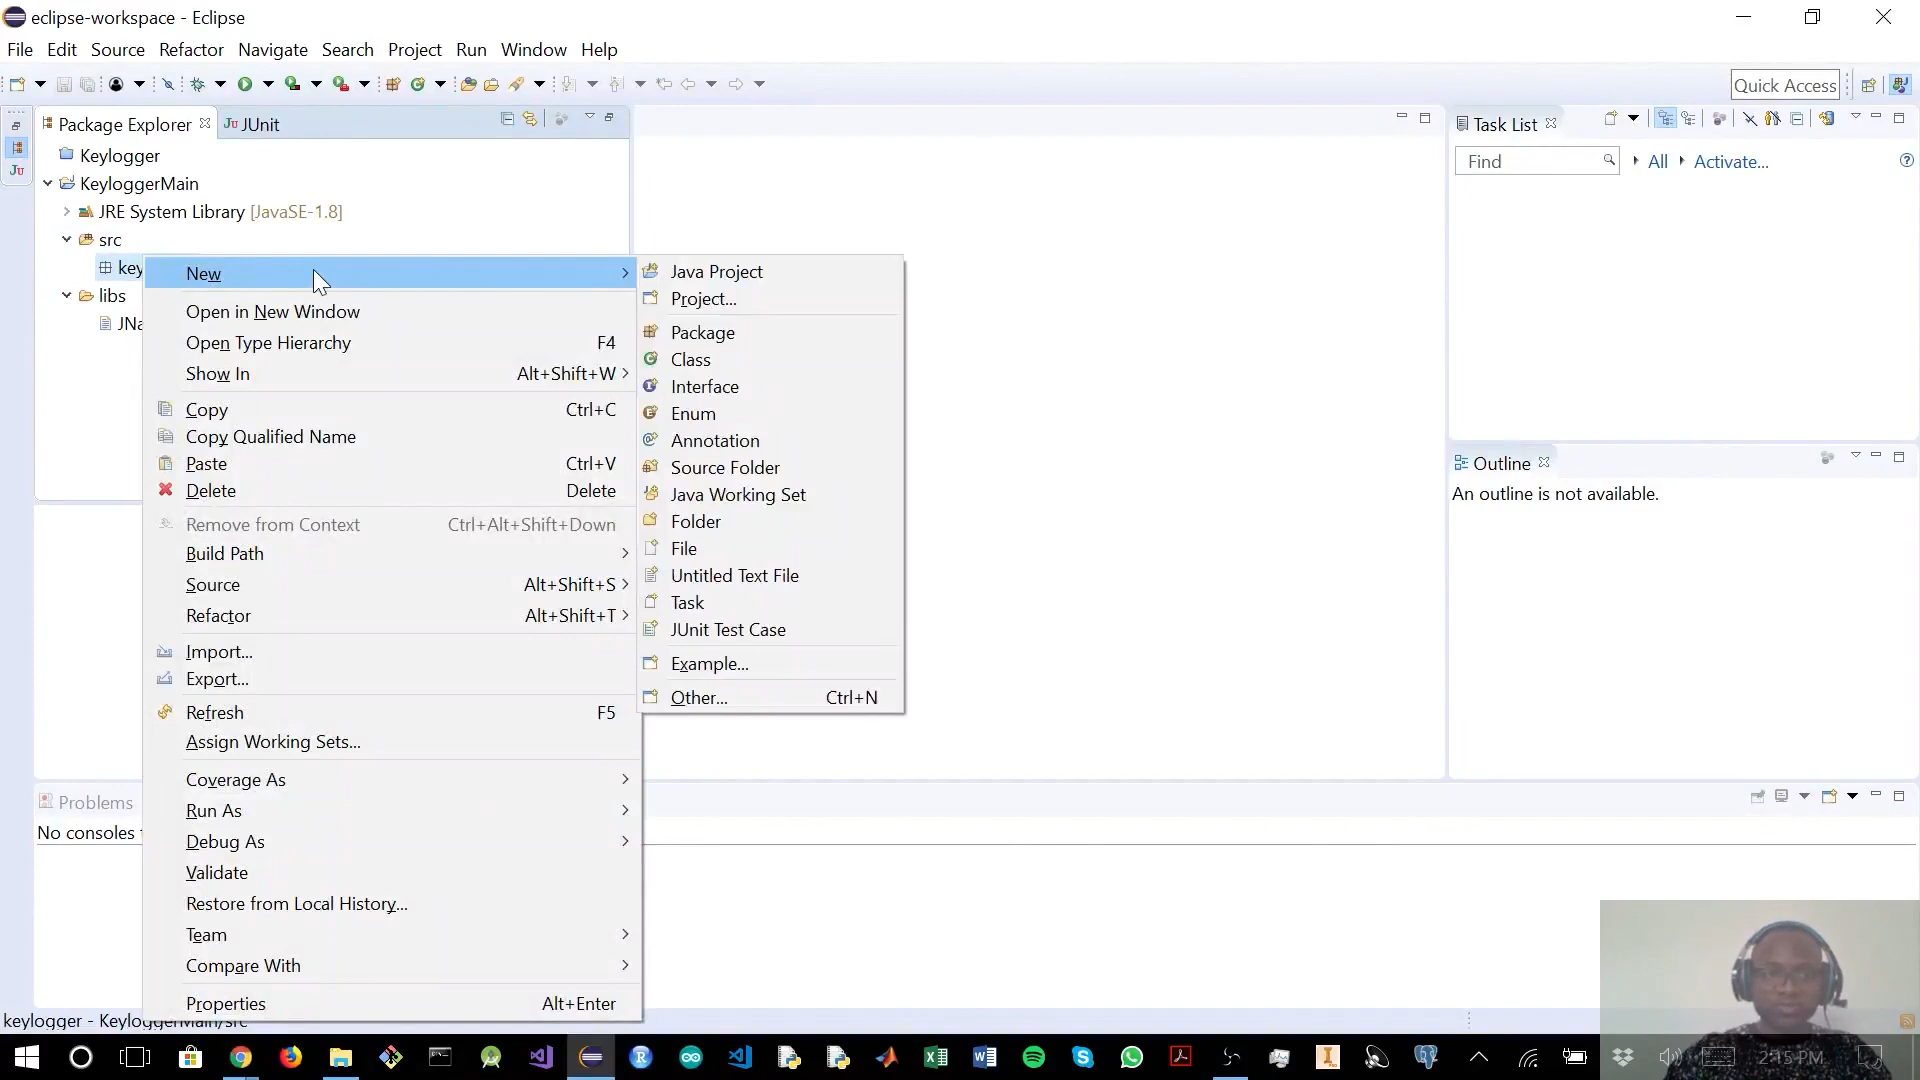 eclipse-workspace - Eclipse
File Edit Source Refactor Navigate Search Project Run Window Help
Quick Access
Package Explorer
JUnit
Keylogger
KeyloggerMain
JRE System Library [JavaSE-1.8]
src
key
libs
JNa
New
Open in New Window
Open Type Hierarchy F4
Show In Alt+Shift+W
Copy Ctrl+C
Copy Qualified Name
Paste Ctrl+V
Delete Delete
Remove from Context Ctrl+Alt+Shift+Down
Build Path
Source Alt+Shift+S
Refactor Alt+Shift+T
Import...
Export...
Refresh F5
Assign Working Sets...
Coverage As
Run As
Debug As
Validate
Restore from Local History...
Team
Compare With
Properties Alt+Enter
Java Project
Project...
Package
Class
Interface
Enum
Annotation
Source Folder
Java Working Set
Folder
File
Untitled Text File
Task
JUnit Test Case
Example...
Other... Ctrl+N
Task List
Find
All
Activate...
Outline
An outline is not available.
Problems
No consoles
keylogger - KeyloggerMain/src
2:15 PM